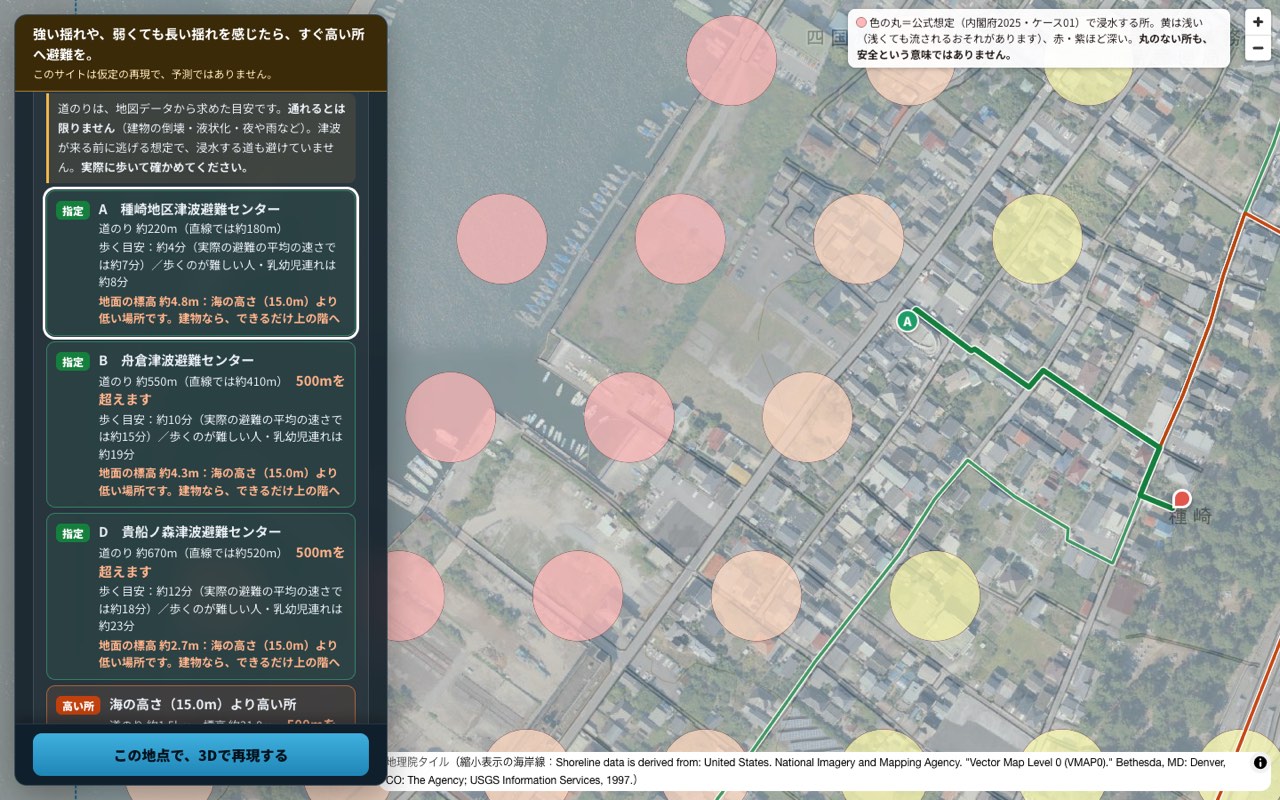 強い揺れや、弱くても長い揺れを感じたら、すぐ高い所
へ避難を。
このサイトは仮定の再現で、予測ではありません。
道のりは、地図データから求めた目安です。通れるとは
限りません（建物の倒壊・液状化・夜や雨など）。津波
が来る前に逃げる想定で、浸水する道も避けていませ
ん。実際に歩いて確かめてください。
指定 A 種崎地区津波避難センター
道のり 約220m（直線では約180m）
歩く目安：約4分（実際の避難の平均の速さで
は約7分）／歩くのが難しい人・乳幼児連れは
約8分
地面の標高 約4.8m：海の高さ（15.0m）より
低い場所です。建物なら、できるだけ上の階へ
指定 B 舟倉津波避難センター
道のり 約550m（直線では約410m） 500mを
超えます
歩く目安：約10分（実際の避難の平均の速さで
は約15分）／歩くのが難しい人・乳幼児連れは
約19分
地面の標高 約4.3m：海の高さ（15.0m）より
低い場所です。建物なら、できるだけ上の階へ
指定 D 貴船ノ森津波避難センター
道のり 約670m（直線では約520m） 500mを
超えます
歩く目安：約12分（実際の避難の平均の速さで
は約18分）／歩くのが難しい人・乳幼児連れは
約23分
地面の標高 約2.7m：海の高さ（15.0m）より
低い場所です。建物なら、できるだけ上の階へ
高い所 海の高さ（15.0m）より高い所
この地点で、3Dで再現する
四国
色の丸＝公式想定（内閣府2025・ケース01）で浸水する所。黄は浅い
（浅くても流されるおそれがあります）、赤・紫ほど深い。丸のない所も、
安全という意味ではありません。
+
−
A
種崎
地理院タイル（縮小表示の海岸線：Shoreline data is derived from: United States. National Imagery and Mapping Agency. "Vector Map Level 0 (VMAP0)." Bethesda, MD: Denver,
CO: The Agency; USGS Information Services, 1997.）